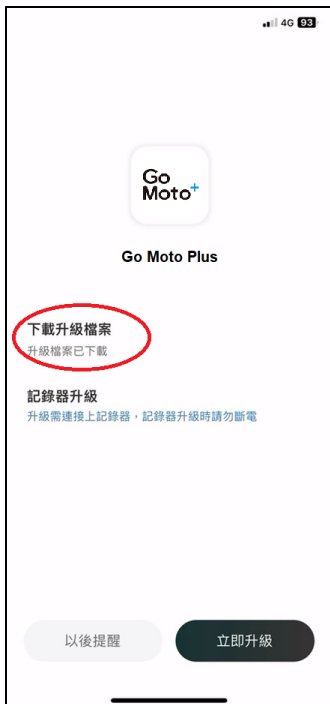 4G 93
Go
Moto+
Go Moto Plus
下載升級檔案
升級檔案已下載
記錄器升級
升級需連接上記錄器，記錄器升級時請勿斷電
以後提醒 立即升級